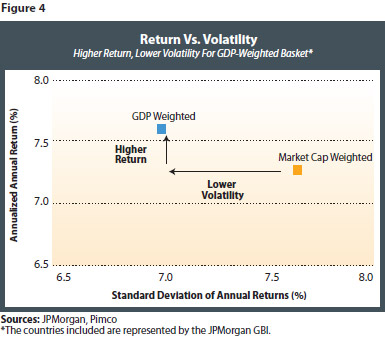 Figure 4
Return Vs. Volatility
Higher Return, Lower Volatility For GDP-Weighted Basket*
Annualized Annual Return (%)
8.0
7.5
7.0
6.5
GDP Weighted
Higher
Return
Market Cap Weighted
Lower
Volatility
6.5 7.0 7.5 8.0
Standard Deviation of Annual Returns (%)
Sources: JPMorgan, Pimco
*The countries included are represented by the JPMorgan GBI.